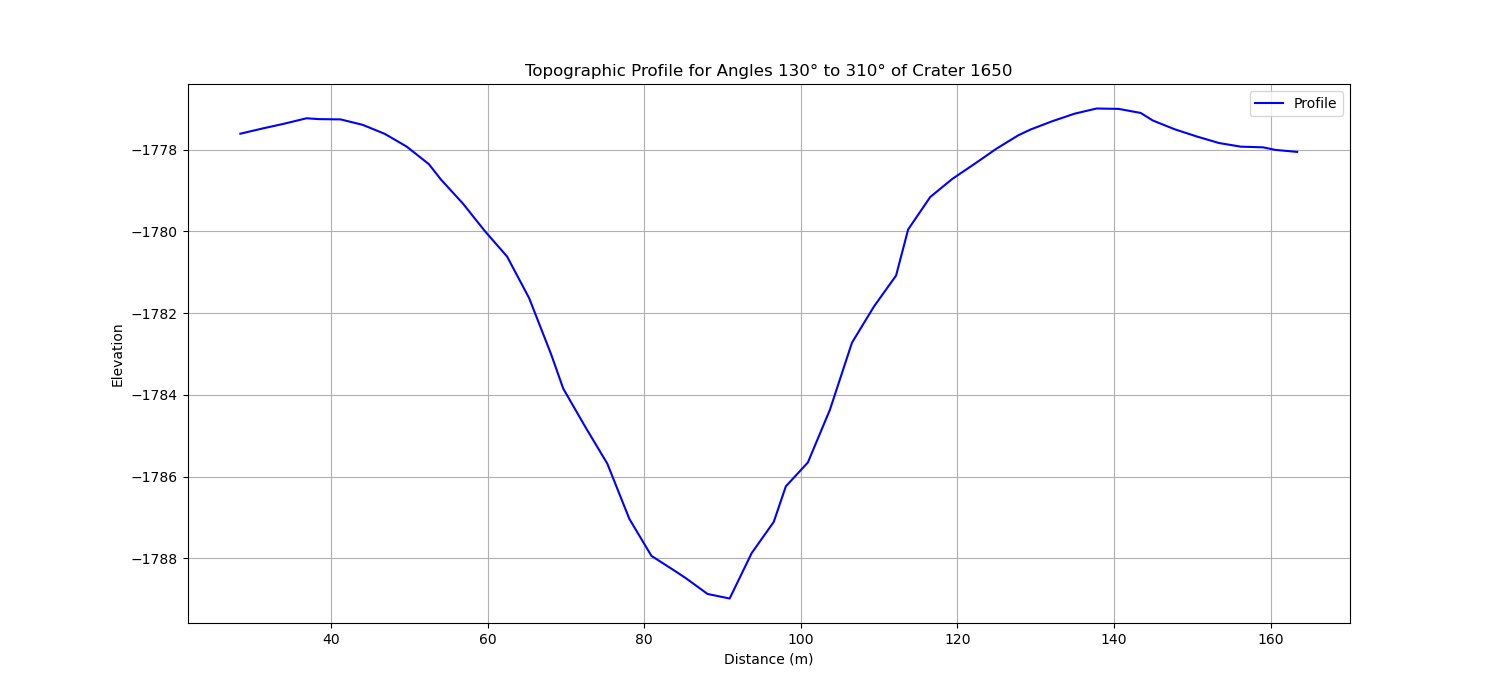 Topographic Profile for Angles 130° to 310° of Crater 1650
Profile
−1778
−1780
−1782
−1784
−1786
−1788
Elevation
40 60 80 100 120 140 160
Distance (m)